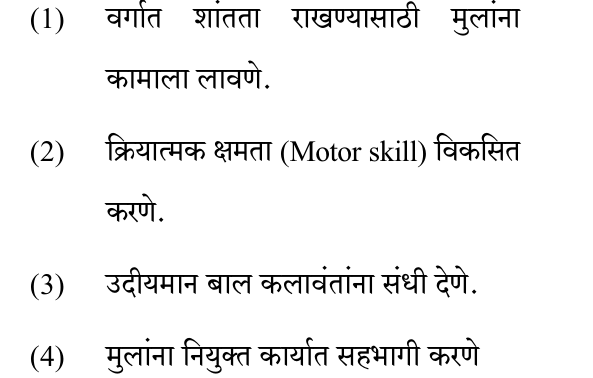 (1) वर्गात शांतता राखण्यासाठी मुलांना
कामाला लावणे.
(2) क्रियात्मक क्षमता (Motor skill) विकसित
करणे.
(3) उदीयमान बाल कलावंतांना संधी देणे.
(4) मुलांना नियुक्त कार्यात सहभागी करणे